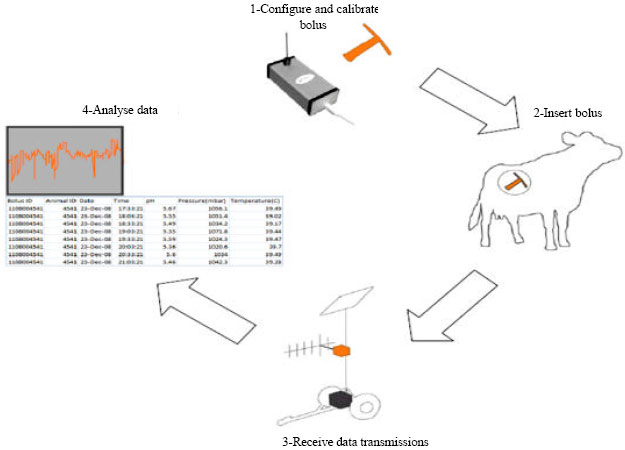 1-Configure and calibrate
bolus
4-Analyse data
2-Insert bolus
Bolus ID Animal ID Date Time pH Pressure(mbar) Temperature(C)
1108004541 4541 23-Dec-08 17:33:21 5.67 1056.1
1108004541 4541 23-Dec-08 18:03:21 5.55 1051.4 39.02
1108004541 4541 23-Dec-08 18:33:21 5.49 1034.2 39.17
1108004541 4541 23-Dec-08 19:03:21 5.35 1071.6 39.44
1108004541 4541 23-Dec-08 19:33:21 5.39 1024.3 39.47
1108004541 4541 23-Dec-08 20:03:21 5.36 1020.6 39.7
1108004541 4541 23-Dec-08 20:33:21 5.6 1034 39.49
1108004541 4541 23-Dec-08 21:03:21 5.46 1042.3 39.28
3-Receive data transmissions